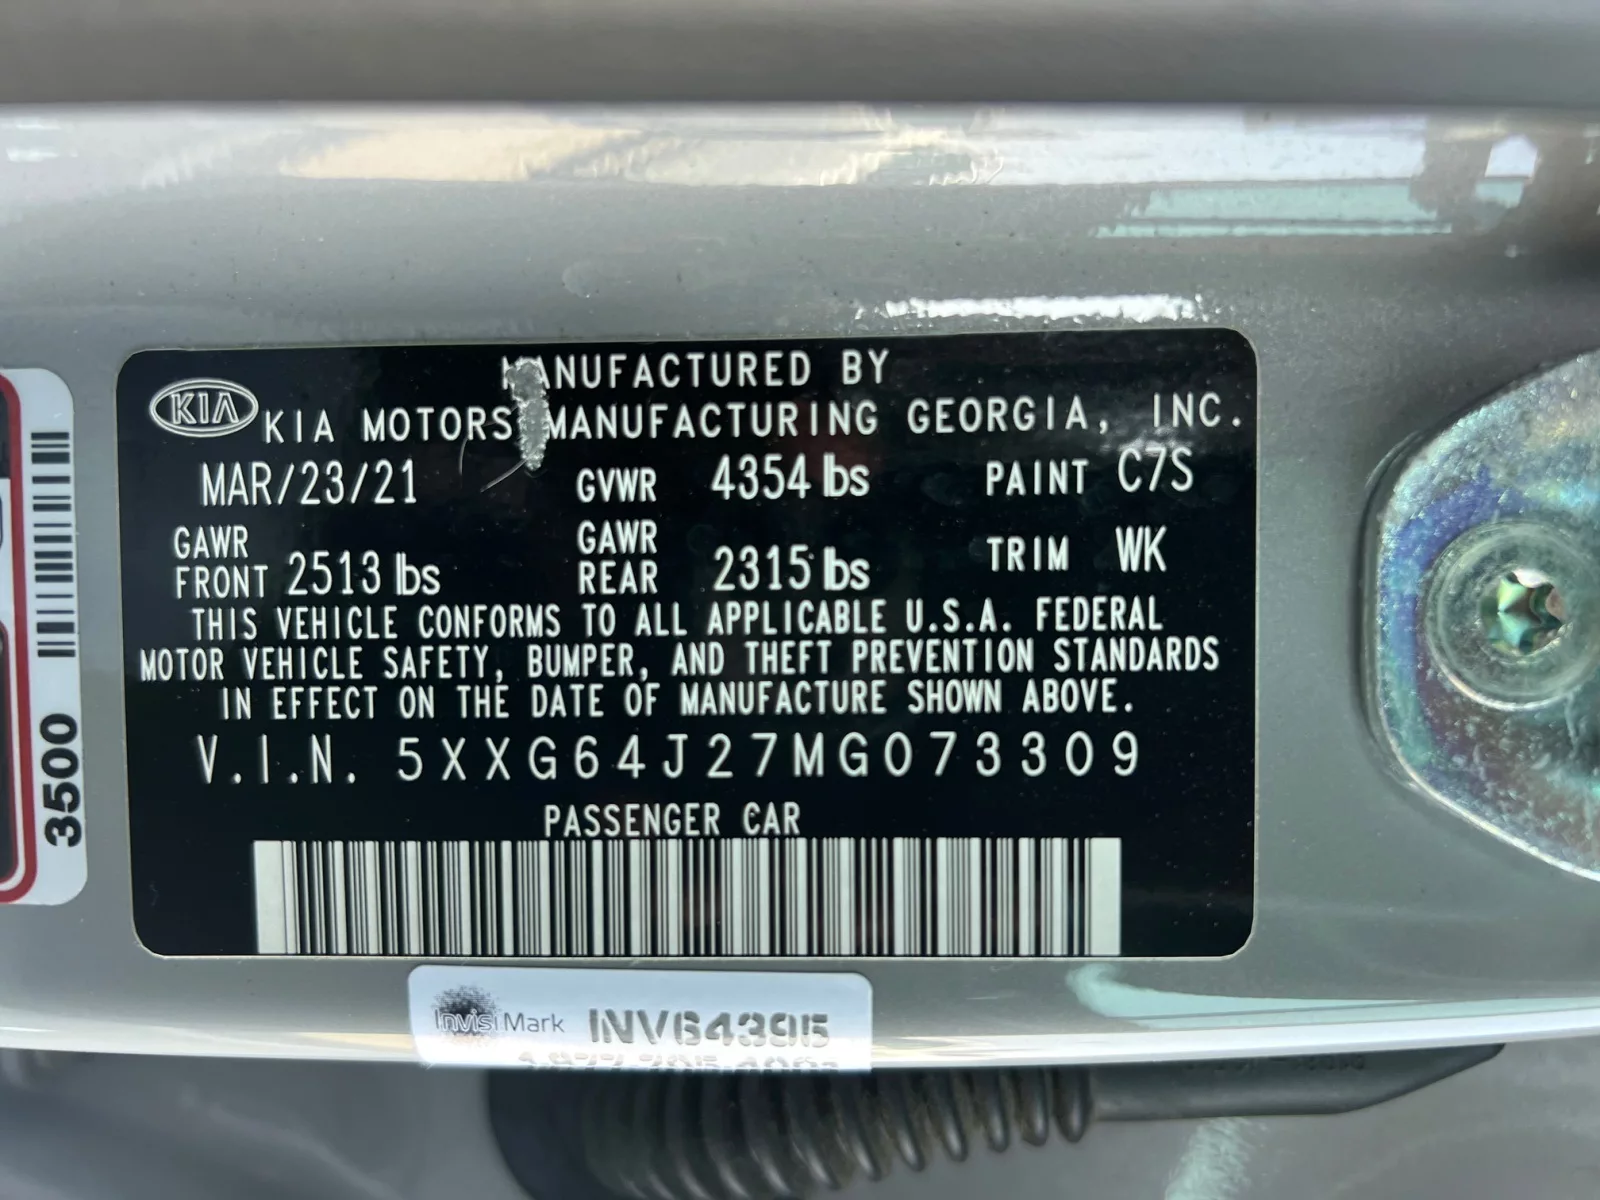 MANUFACTURED BY
KIA
KIA MOTORS MANUFACTURING GEORGIA, INC.
MAR/23/21 GVWR 4354 lbs PAINT C7S
GAWR FRONT 2513 lbs GAWR REAR 2315 lbs TRIM WK
THIS VEHICLE CONFORMS TO ALL APPLICABLE U.S.A. FEDERAL
MOTOR VEHICLE SAFETY, BUMPER, AND THEFT PREVENTION STANDARDS
IN EFFECT ON THE DATE OF MANUFACTURE SHOWN ABOVE.
V.I.N. 5XXG64J27MG073309
PASSENGER CAR
InvisiMark INV64395
3500